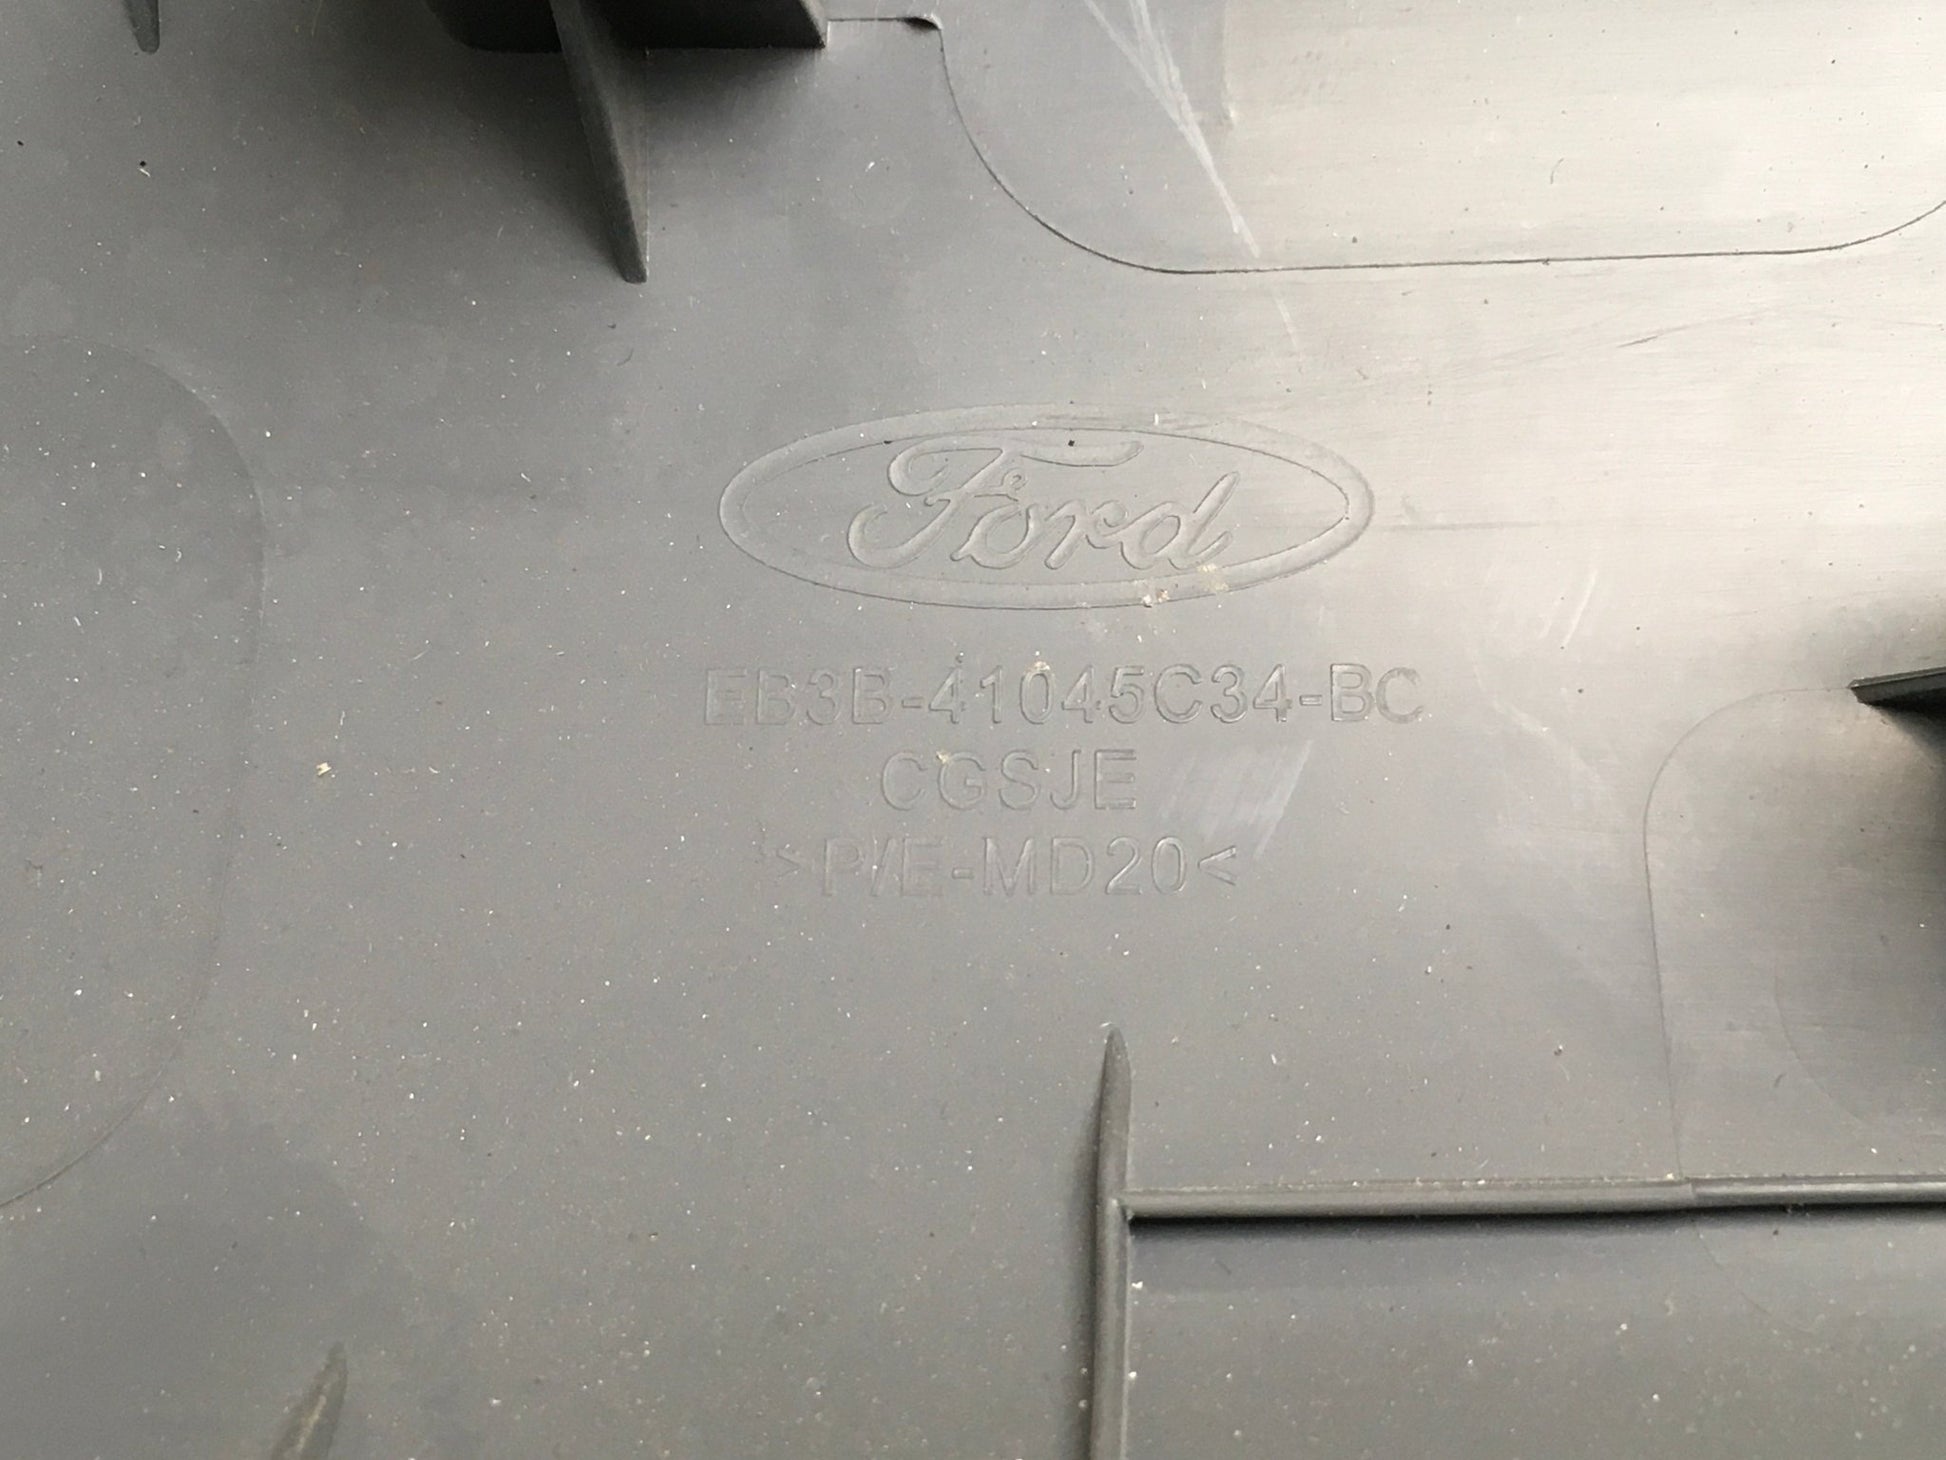 Ford
EB3B-41045C34-BC
CGSJE
>P/E-MD20<